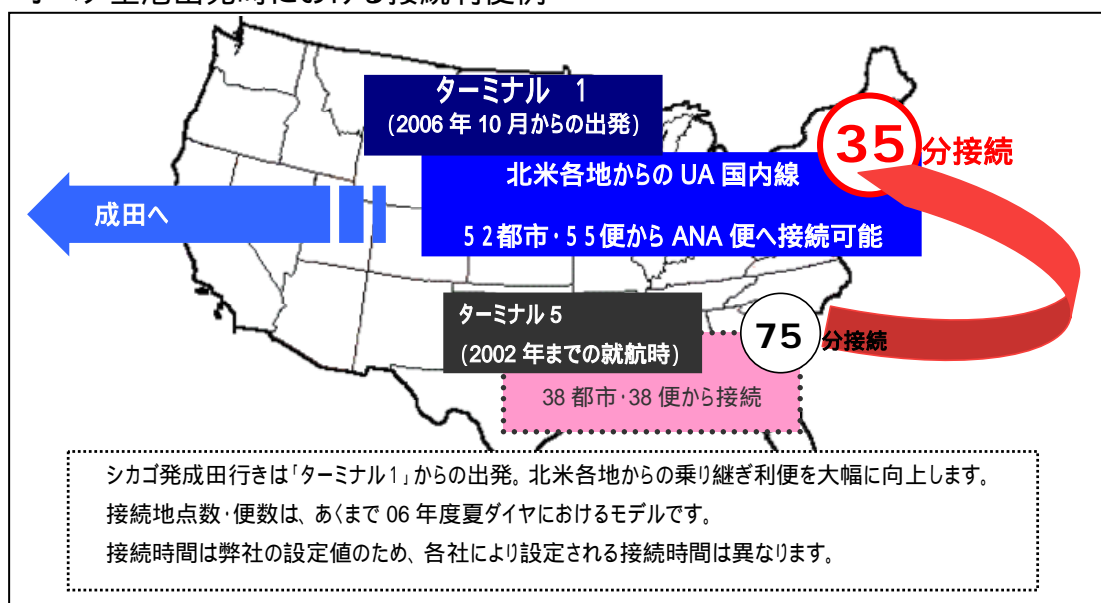 ターミナル 1
(2006年10月からの出発)
35分接続
北米各地からの UA 国内線
52都市・55便から ANA 便へ接続可能
成田へ
ターミナル5
(2002年までの就航時)
75分接続
38都市・38便から接続
シカゴ発成田行きは「ターミナル1」からの出発。北米各地からの乗り継ぎ利便を大幅に向上します。
接続地点数・便数は、あくまで06年度夏ダイヤにおけるモデルです。
接続時間は弊社の設定値のため、各社により設定される接続時間は異なります。